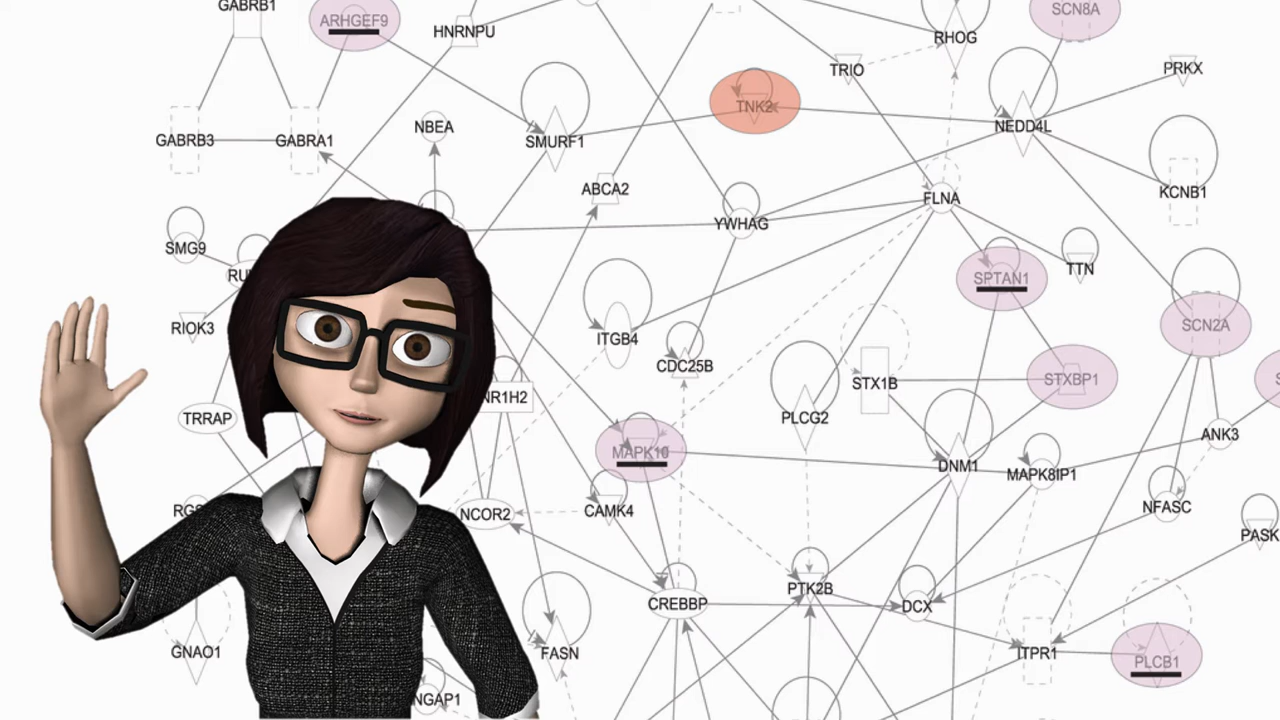 GABRB1
ARHGEF9
HNRNPU
SCN8A
RHOG
TRIO
PRKX
TNK2
NEDD4L
NBEA
GABRB3
GABRA1
SMURF1
ABCA2
KCNB1
FLNA
YWHAG
SMG9
SPTAN1
TTN
RIOK3
ITGB4
SCN2A
CDC25B
STX1B
STXBP1
NR1H2
TRRAP
PLCG2
ANK3
MAPK10
DNM1
MAPK8IP1
NCOR2
CAMK4
NFASC
PASK
PTK2B
CREBBP
DCX
GNAO1
FASN
ITPR1
PLCB1
NGAP1